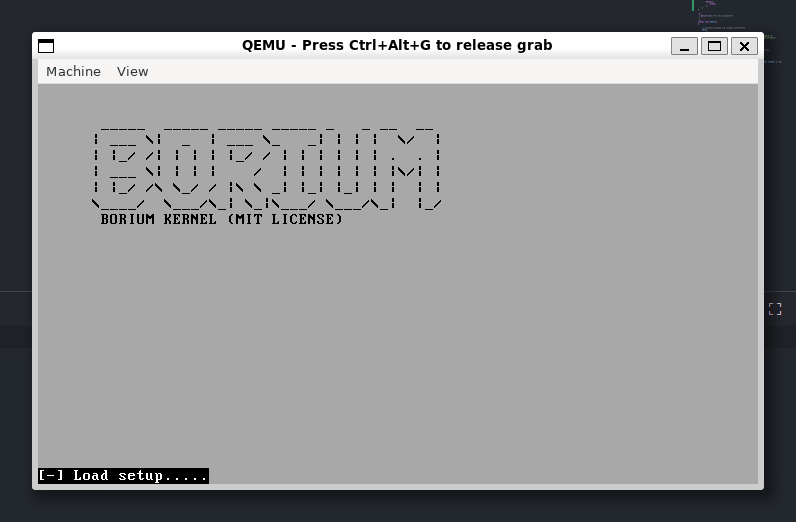 QEMU - Press Ctrl+Alt+G to release grab
Machine View
BORIUM
BORIUM KERNEL (MIT LICENSE)
[-] Load setup.....